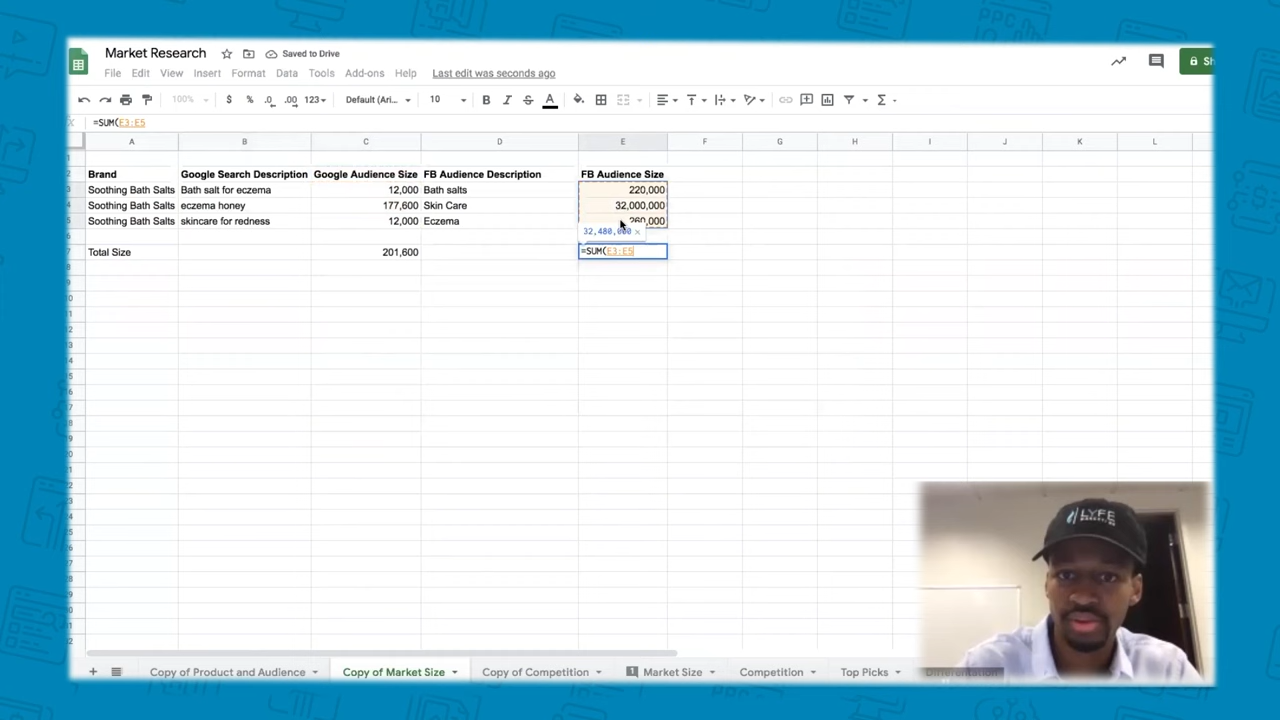 Market Research
Saved to Drive
File Edit View Insert Format Data Tools Add-ons Help Last edit was seconds ago
100% $ % .0 .00 123 Default (Ari... 10 B I S A Σ
=SUM(E3:E5
A B C D E F G H I J K L
Brand Google Search Description Google Audience Size FB Audience Description FB Audience Size
Soothing Bath Salts Bath salt for eczema 12,000 Bath salts 220,000
Soothing Bath Salts eczema honey 177,600 Skin Care 32,000,000
Soothing Bath Salts skincare for redness 12,000 Eczema 260,000
32,480,000 ×
Total Size 201,600 =SUM(E3:E5
LYFE
Copy of Product and Audience Copy of Market Size Copy of Competition 1 Market Size Competition Top Picks Differentiation